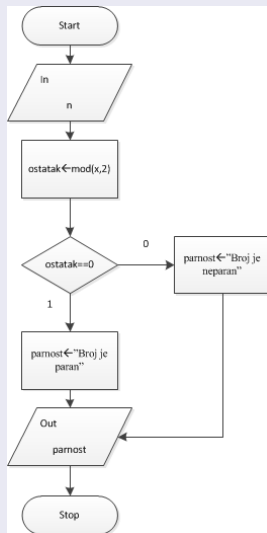 Start
In
n
ostatak←mod(x,2)
ostatak==0
0
1
parnost←"Broj je
neparan"
parnost←"Broj je
paran"
Out
parnost
Stop